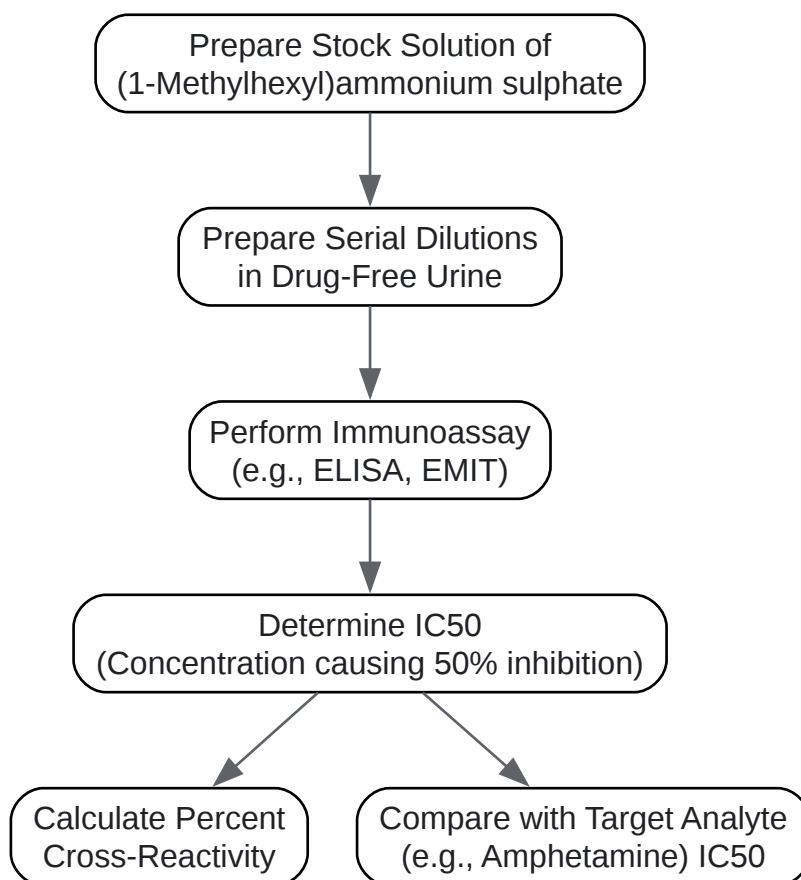 Prepare Stock Solution of
(1-Methylhexyl)ammonium sulphate
Prepare Serial Dilutions
in Drug-Free Urine
Perform Immunoassay
(e.g., ELISA, EMIT)
Determine IC50
(Concentration causing 50% inhibition)
Calculate Percent
Cross-Reactivity
Compare with Target Analyte
(e.g., Amphetamine) IC50